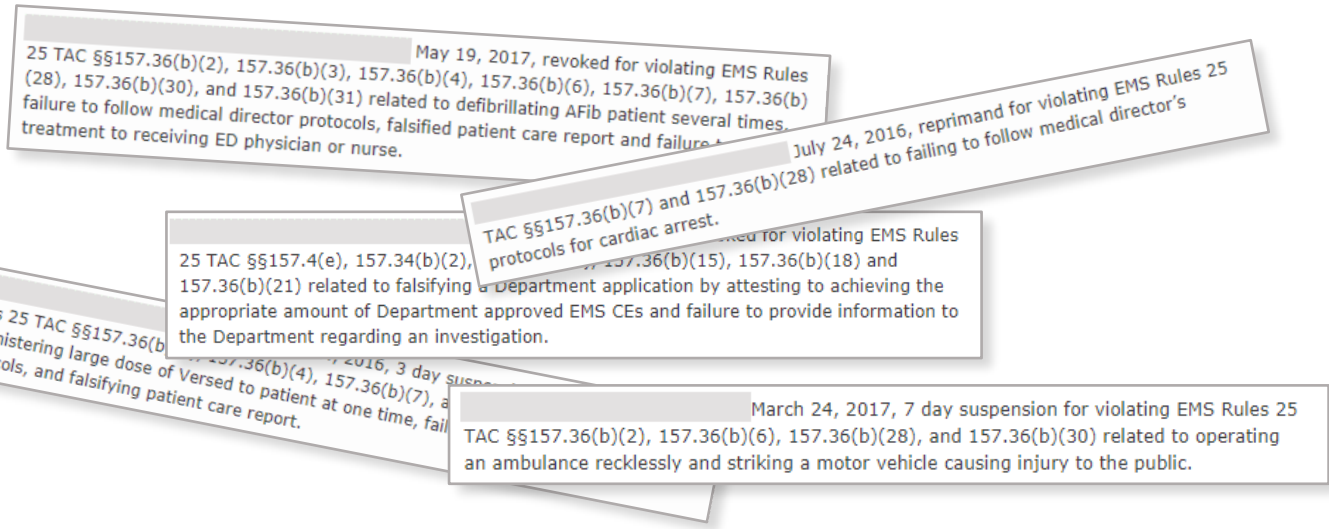 May 19, 2017, revoked for violating EMS Rules
25 TAC §§157.36(b)(2), 157.36(b)(3), 157.36(b)(4), 157.36(b)(6), 157.36(b)(7), 157.36(b)
(28), 157.36(b)(30), and 157.36(b)(31) related to defibrillating AFib patient several times,
failure to follow medical director protocols, falsified patient care report and failure
treatment to receiving ED physician or nurse.
July 24, 2016, reprimand for violating EMS Rules 25
TAC §§157.36(b)(7) and 157.36(b)(28) related to failing to follow medical director's
protocols for cardiac arrest.
for violating EMS Rules
25 TAC §§157.4(e), 157.34(b)(2), 157.36(b)(15), 157.36(b)(18) and
157.36(b)(21) related to falsifying a Department application by attesting to achieving the
appropriate amount of Department approved EMS CEs and failure to provide information to
the Department regarding an investigation.
2016, 3 day
25 TAC §§157.36(b 157.36(b)(4), 157.36(b)(7),
large dose of Versed to patient at one time,
and falsifying patient care report.
March 24, 2017, 7 day suspension for violating EMS Rules 25
TAC §§157.36(b)(2), 157.36(b)(6), 157.36(b)(28), and 157.36(b)(30) related to operating
an ambulance recklessly and striking a motor vehicle causing injury to the public.